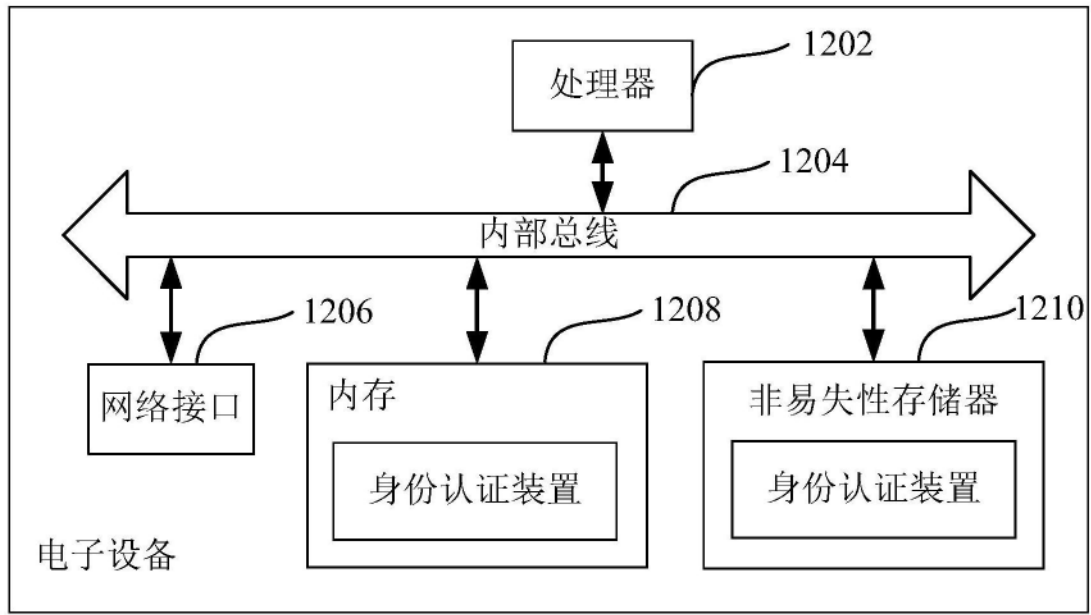 1202
处理器
1204
内部总线
1206
1208
1210
网络接口
内存
非易失性存储器
身份认证装置
身份认证装置
电子设备